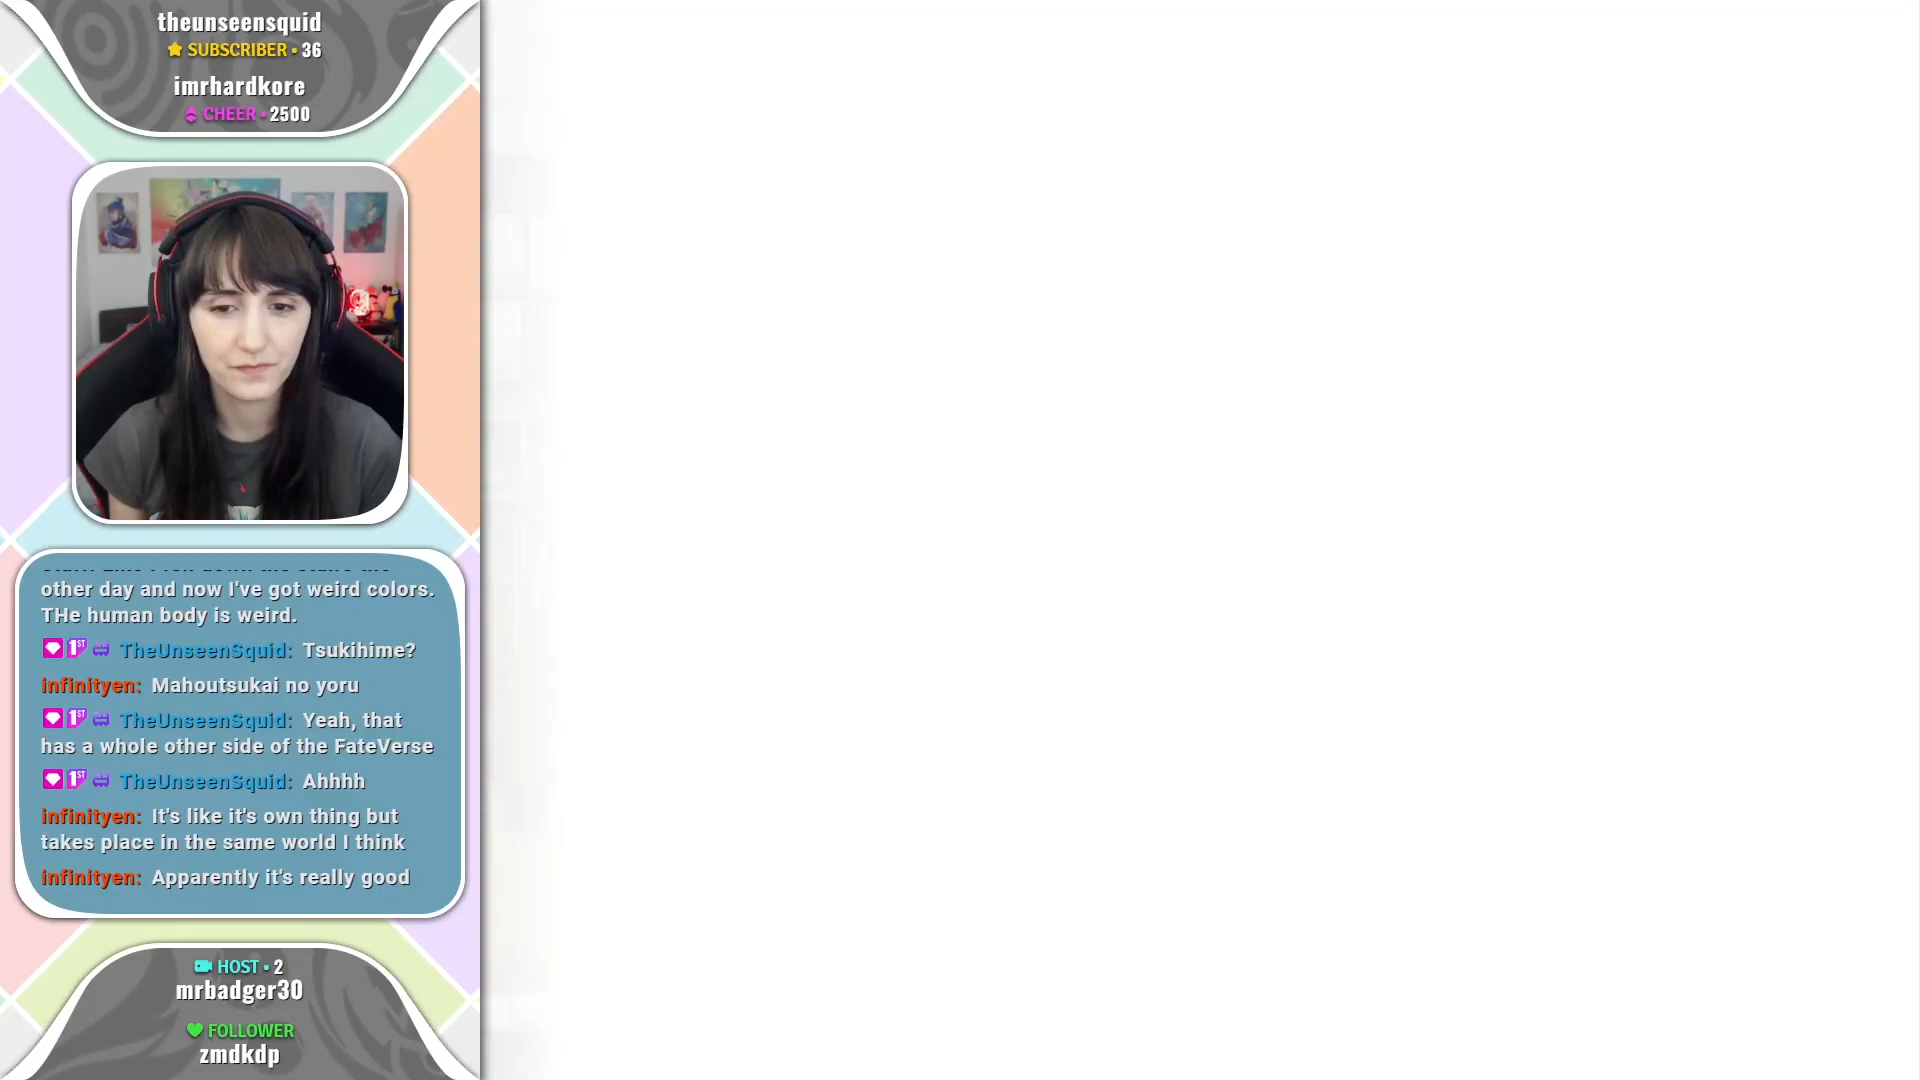 theunseensquid
SUBSCRIBER • 36
imrhardkore
CHEER • 2500
other day and now I've got weird colors.
THe human body is weird.
1ST TheUnseenSquid: Tsukihime?
infinityen: Mahoutsukai no yoru
1ST TheUnseenSquid: Yeah, that
has a whole other side of the FateVerse
1ST TheUnseenSquid: Ahhhh
infinityen: It's like it's own thing but
takes place in the same world I think
infinityen: Apparently it's really good
HOST • 2
mrbadger30
FOLLOWER
zmdkdp